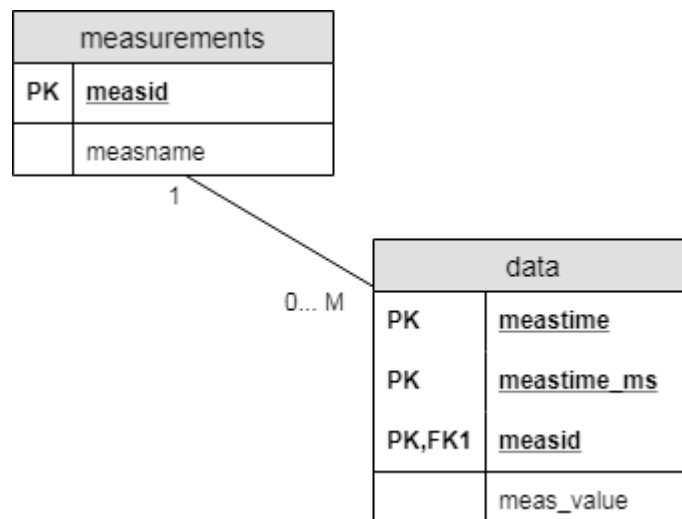 measurements
PK measid
measname
1
0... M
data
PK meastime
PK meastime_ms
PK,FK1 measid
meas_value